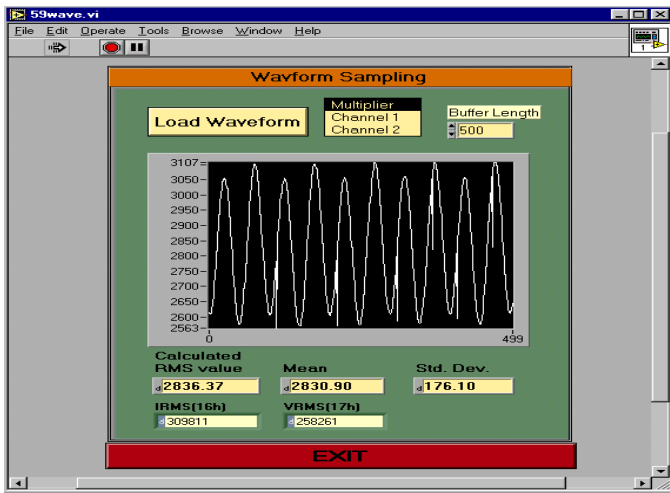 59wave.vi
File Edit Operate Tools Browse Window Help
1
Wavform Sampling
Load Waveform
Multiplier
Channel 1
Channel 2
Buffer Length
500
3107
3050
3000
2950
2900
2850
2800
2750
2700
2650
2600
2563
0 499
Calculated
RMS value Mean Std. Dev.
d 2836.37 d 2830.90 d 176.10
IRMS(16h) VRMS(17h)
d 309811 d 258261
EXIT